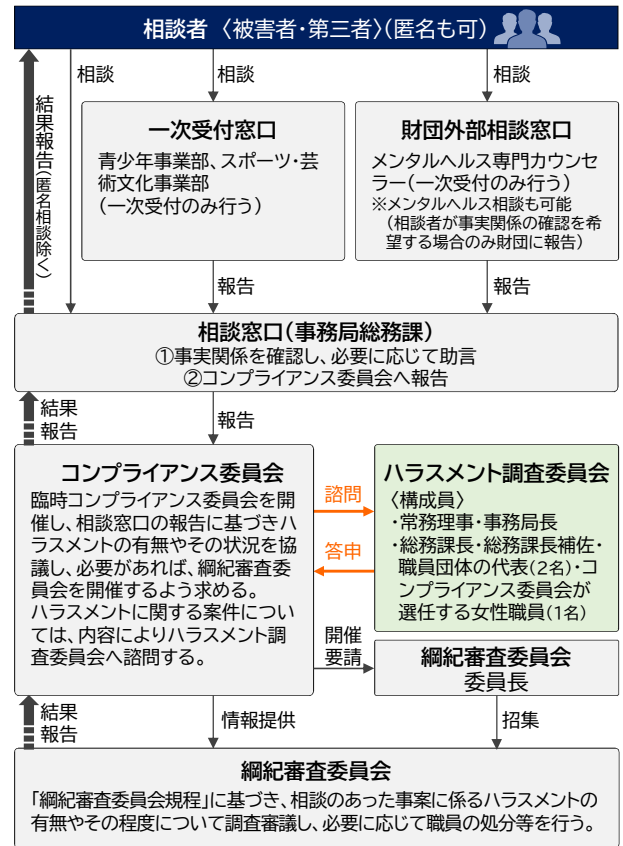 相談者〈被害者・第三者〉(匿名も可)
相談
相談
相談
結果報告(匿名相談除く)
一次受付窓口
青少年事業部、スポーツ・芸
術文化事業部
(一次受付のみ行う)
財団外部相談窓口
メンタルヘルス専門カウンセ
ラー(一次受付のみ行う)
※メンタルヘルス相談も可能
(相談者が事実関係の確認を希
望する場合のみ財団に報告)
報告
報告
相談窓口(事務局総務課)
①事実関係を確認し、必要に応じて助言
②コンプライアンス委員会へ報告
結果
報告
報告
コンプライアンス委員会
臨時コンプライアンス委員会を開
催し、相談窓口の報告に基づきハ
ラスメントの有無やその状況を協
議し、必要があれば、綱紀審査委
員会を開催するよう求める。
ハラスメントに関する案件につい
ては、内容によりハラスメント調
査委員会へ諮問する。
諮問
答申
ハラスメント調査委員会
〈構成員〉
・常務理事・事務局長
・総務課長・総務課長補佐・
職員団体の代表(2名)・コ
ンプライアンス委員会が
選任する女性職員(1名)
開催
要請
綱紀審査委員会
委員長
結果
報告
情報提供
招集
綱紀審査委員会
「綱紀審査委員会規程」に基づき、相談のあった事案に係るハラスメントの
有無やその程度について調査審議し、必要に応じて職員の処分等を行う。